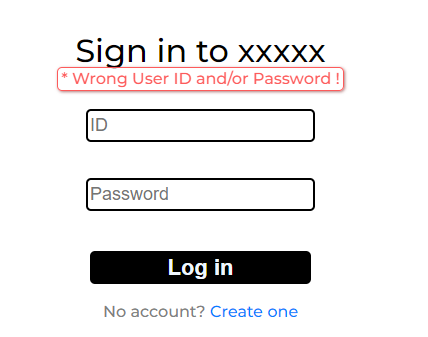 Sign in to xxxxx
* Wrong User ID and/or Password !
ID
Password
Log in
No account? Create one